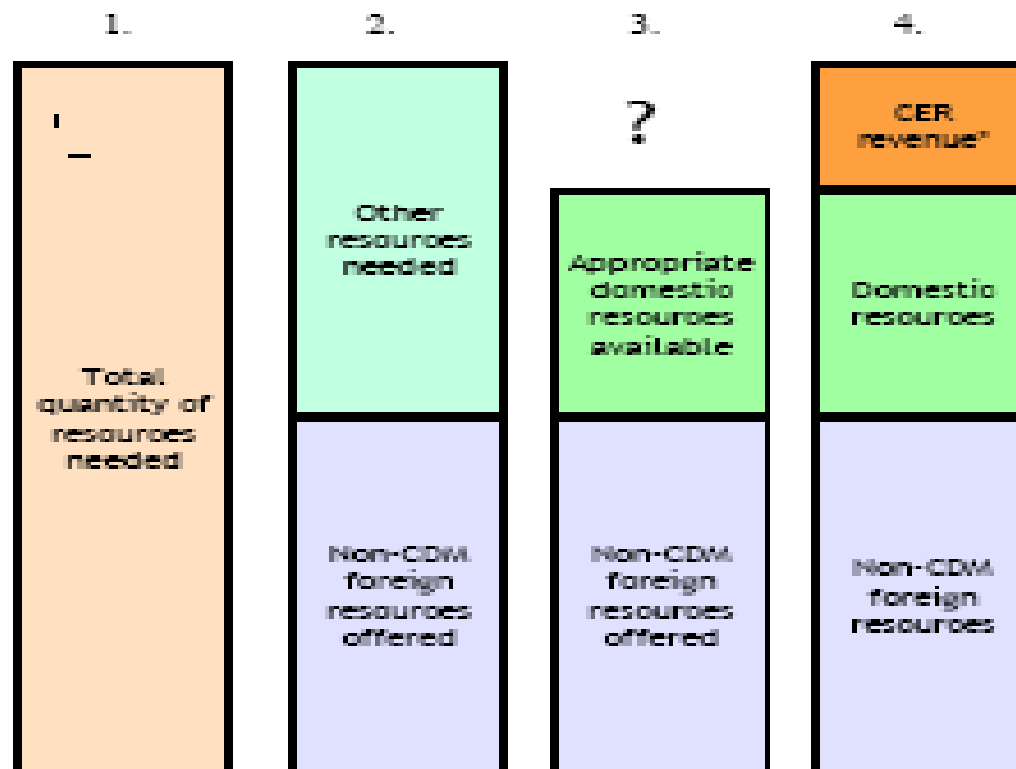 1.
2.
3.
4.
Total
quantity of
resources
needed
Other
resources
needed
Non-CDM
foreign
resources
offered
?
Appropriate
domestic
resources
available
Non-CDM
foreign
resources
offered
CER
revenue*
Domestic
resources
Non-CDM
foreign
resources